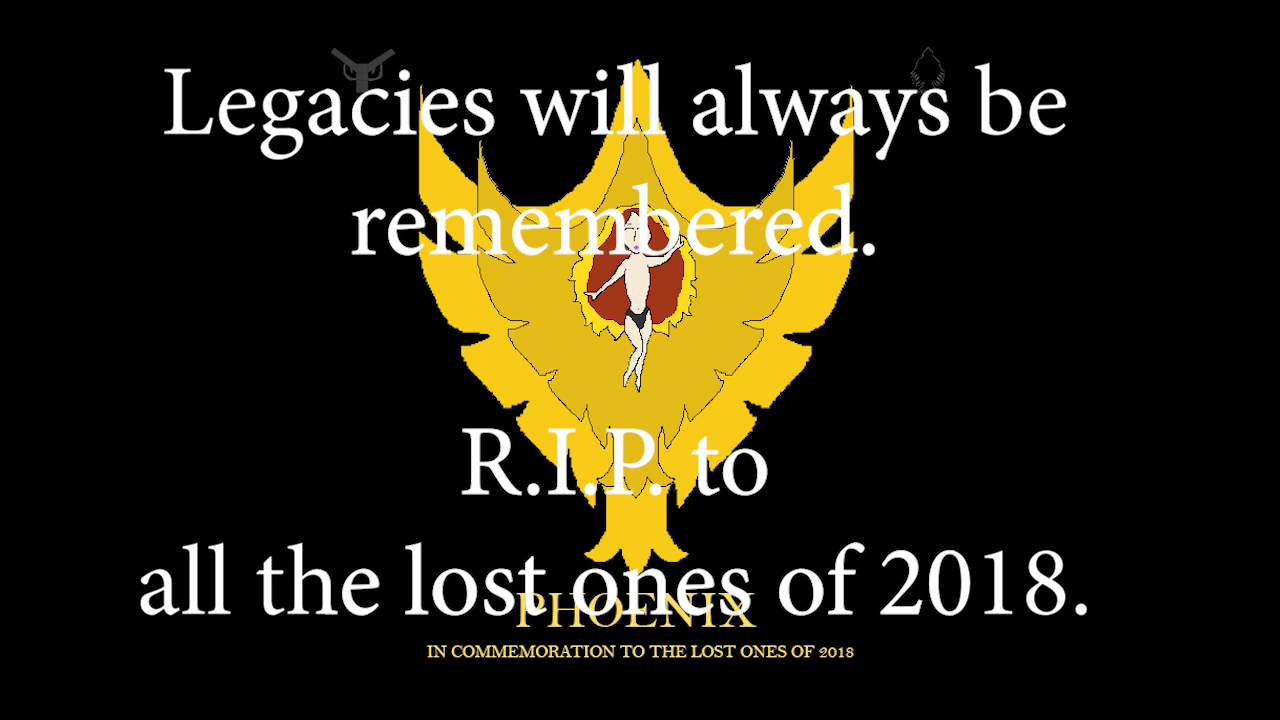 Legacies will always be
remembered.
R.I.P. to
all the lost ones of 2018.
PHOENIX
IN COMMEMORATION TO THE LOST ONES OF 2018